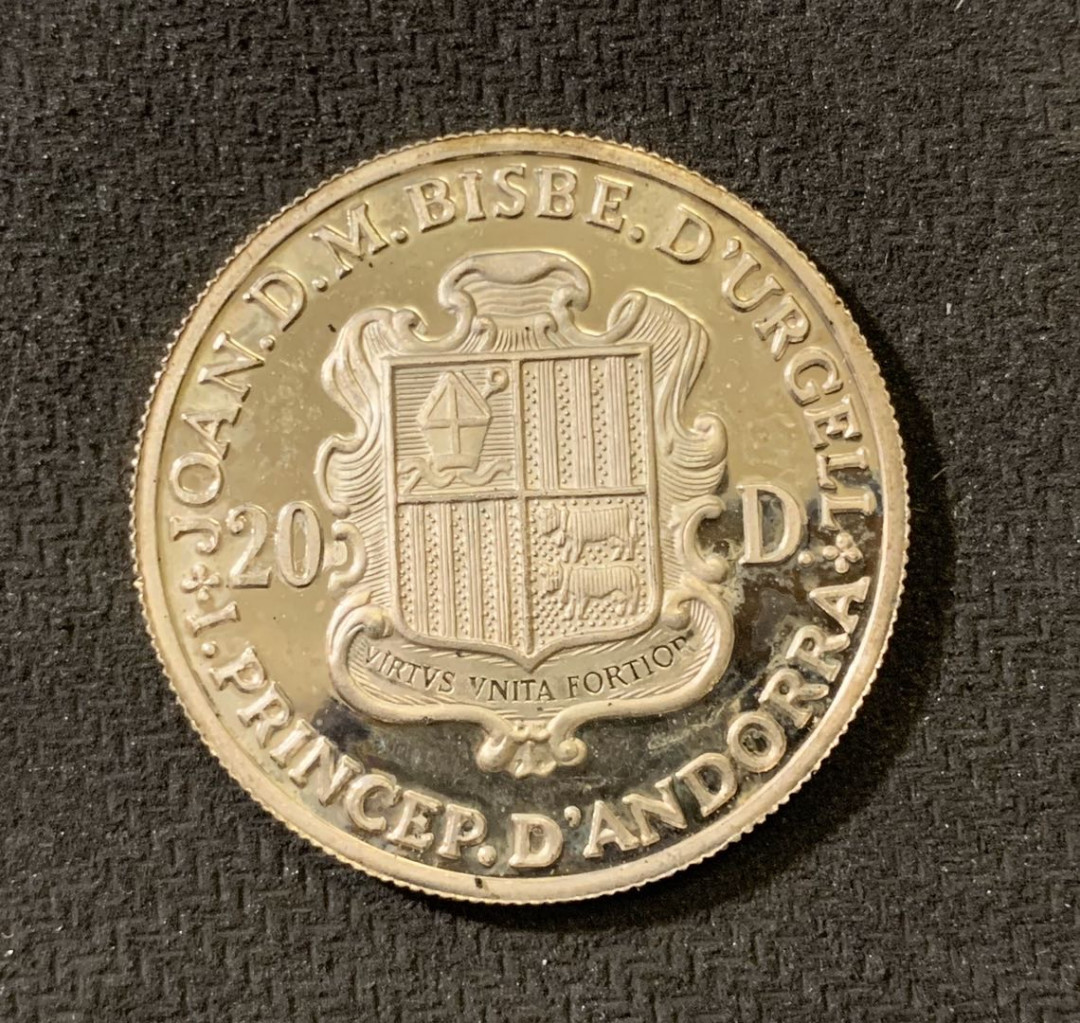 JOAN.D.M.BISBE.D'URGELL
20 D.
VIRTVS VNITA FORTIOR
I.PRINCEP.D'ANDORRA